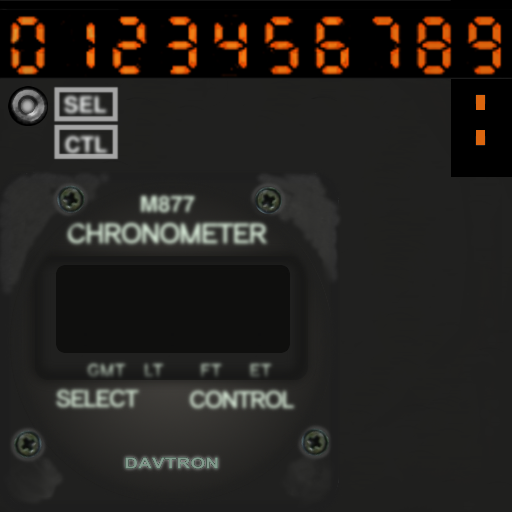 0123456789
SEL
CTL
:
M877
CHRONOMETER
GMT LT FT ET
SELECT CONTROL
DAVTRON